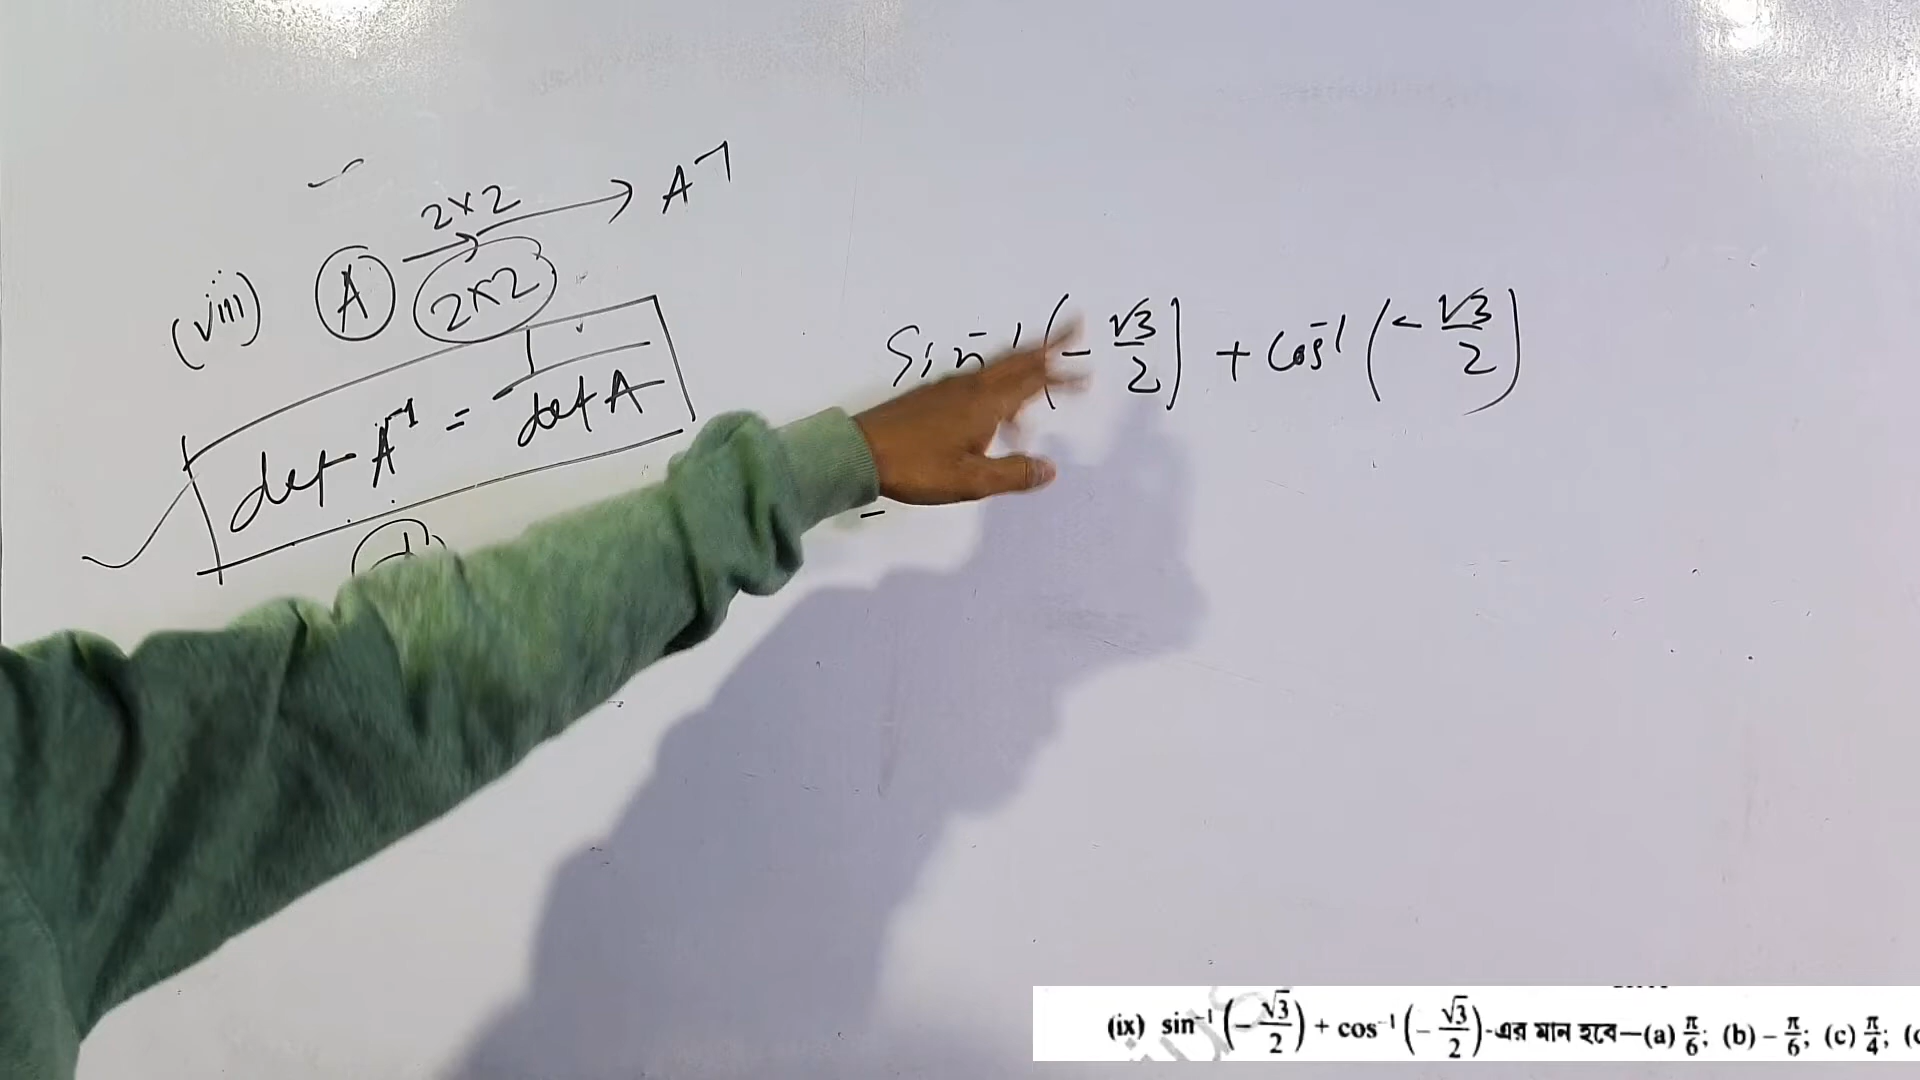 2×2
(viii) A → 2×2 → A⁻¹
det A⁻¹ = 1 / det A
sin⁻¹(-√3/2) + cos⁻¹(-√3/2)
(ix) sin⁻¹(-√3/2) + cos⁻¹(-√3/2)-এর মান হবে—(a) π/6; (b) – π/6; (c) π/4;